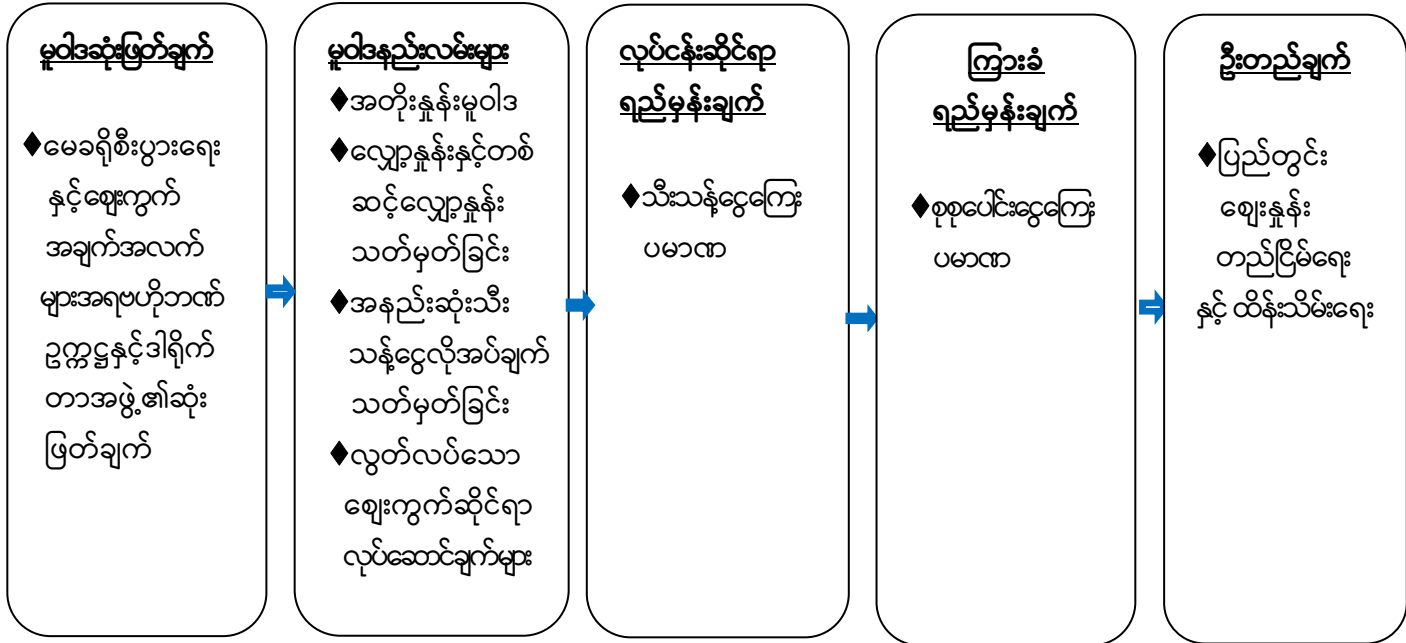 မူဝါဒဆုံးဖြတ်ချက်
◆မေခရိုစီးပွားရေး
နှင့်ဈေးကွက်
အချက်အလက်
များအရဗဟိုဘဏ်
ဥက္ကဋ္ဌနှင့်ဒါရိုက်
တာအဖွဲ့၏ဆုံး
ဖြတ်ချက်
မူဝါဒနည်းလမ်းများ
◆အတိုးနှုန်းမူဝါဒ
◆လျှော့နှုန်းနှင့်တစ်
ဆင့်လျှော့နှုန်း
သတ်မှတ်ခြင်း
◆အနည်းဆုံးသီး
သန့်ငွေလိုအပ်ချက်
သတ်မှတ်ခြင်း
◆လွတ်လပ်သော
ဈေးကွက်ဆိုင်ရာ
လုပ်ဆောင်ချက်များ
လုပ်ငန်းဆိုင်ရာ
ရည်မှန်းချက်
◆သီးသန့်ငွေကြေး
ပမာဏ
ကြားခံ
ရည်မှန်းချက်
◆စုစုပေါင်းငွေကြေး
ပမာဏ
ဦးတည်ချက်
◆ပြည်တွင်း
ဈေးနှုန်း
တည်ငြိမ်ရေး
နှင့် ထိန်းသိမ်းရေး